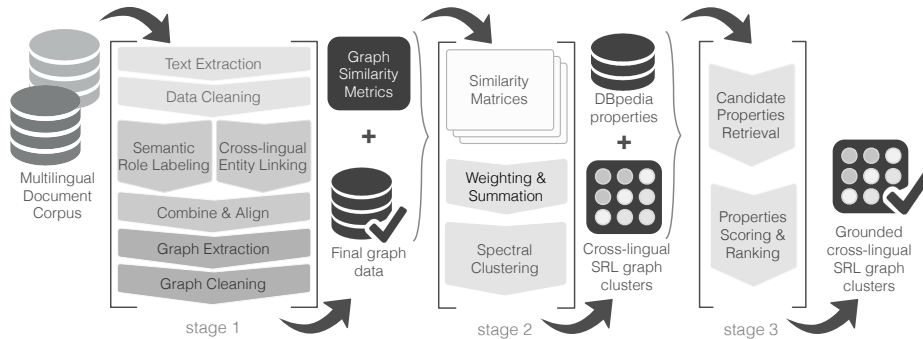 Multilingual
Document
Corpus
Text Extraction
Data Cleaning
Semantic
Role Labeling
Cross-lingual
Entity Linking
Combine & Align
Graph Extraction
Graph Cleaning
stage 1
Graph
Similarity
Metrics
+
Final graph
data
Similarity
Matrices
Weighting &
Summation
Spectral
Clustering
stage 2
DBpedia
properties
+
Cross-lingual
SRL graph
clusters
Candidate
Properties
Retrieval
Properties
Scoring &
Ranking
stage 3
Grounded
cross-lingual
SRL graph
clusters